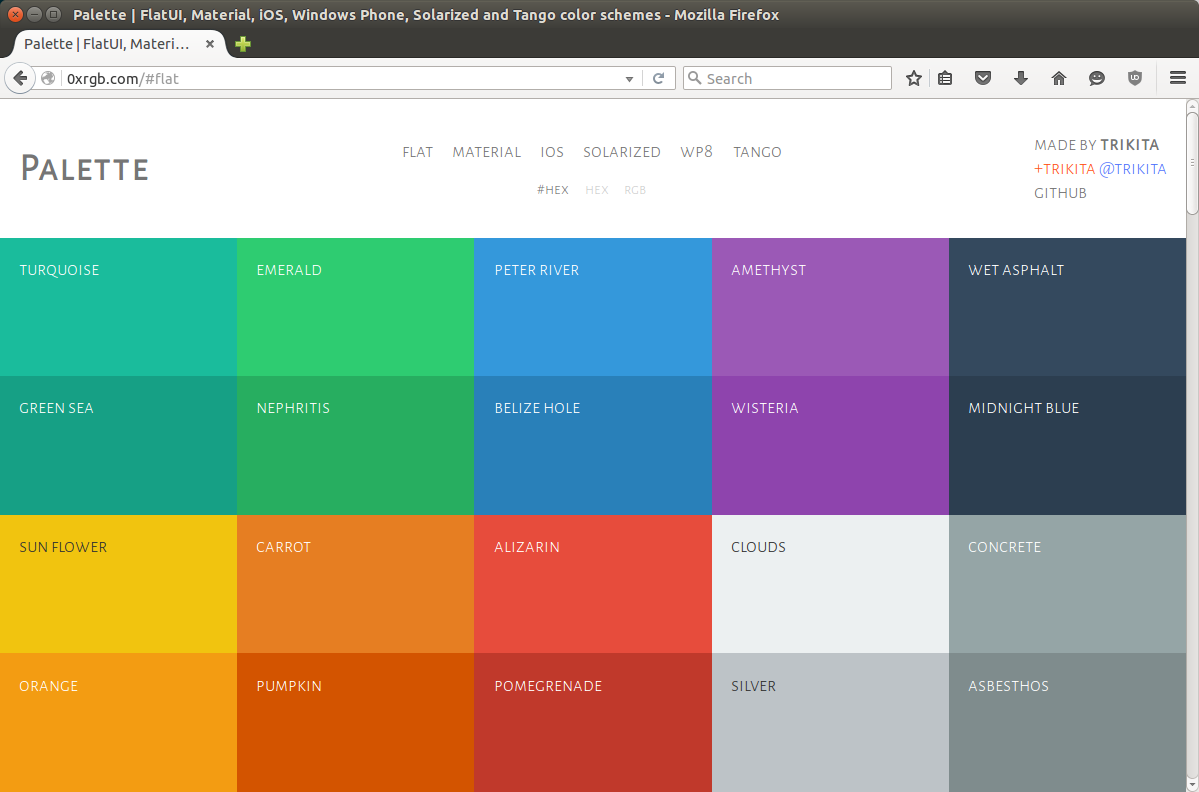 Palette | FlatUI, Material, iOS, Windows Phone, Solarized and Tango color schemes - Mozilla Firefox
Palette | FlatUI, Materi...
0xrgb.com/#flat
Search
PALETTE
FLAT MATERIAL IOS SOLARIZED WP8 TANGO
#HEX HEX RGB
MADE BY TRIKITA
+TRIKITA @TRIKITA
GITHUB
TURQUOISE
EMERALD
PETER RIVER
AMETHYST
WET ASPHALT
GREEN SEA
NEPHRITIS
BELIZE HOLE
WISTERIA
MIDNIGHT BLUE
SUN FLOWER
CARROT
ALIZARIN
CLOUDS
CONCRETE
ORANGE
PUMPKIN
POMEGRENADE
SILVER
ASBESTHOS